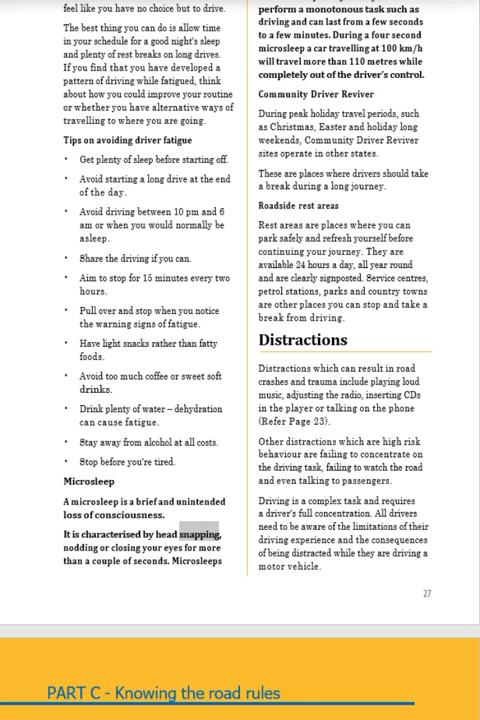 feel like you have no choice but to drive.
The best thing you can do is allow time
in your schedule for a good night's sleep
and plenty of rest breaks on long drives.
If you find that you have developed a
pattern of driving while fatigued, think
about how you could improve your routine
or whether you have alternative ways of
travelling to where you are going.
Tips on avoiding driver fatigue
• Get plenty of sleep before starting off.
• Avoid starting a long drive at the end
of the day.
• Avoid driving between 10 pm and 6
am or when you would normally be
asleep.
• Share the driving if you can.
• Aim to stop for 15 minutes every two
hours.
• Pull over and stop when you notice
the warning signs of fatigue.
• Have light snacks rather than fatty
foods.
• Avoid too much coffee or sweet soft
drinks.
• Drink plenty of water – dehydration
can cause fatigue.
• Stay away from alcohol at all costs.
• Stop before you're tired.
Microsleep
A microsleep is a brief and unintended
loss of consciousness.
It is characterised by head snapping,
nodding or closing your eyes for more
than a couple of seconds. Microsleeps
perform a monotonous task such as
driving and can last from a few seconds
to a few minutes. During a four second
microsleep a car travelling at 100 km/h
will travel more than 110 metres while
completely out of the driver's control.
Community Driver Reviver
During peak holiday travel periods, such
as Christmas, Easter and holiday long
weekends, Community Driver Reviver
sites operate in other states.
These are places where drivers should take
a break during a long journey.
Roadside rest areas
Rest areas are places where you can
park safely and refresh yourself before
continuing your journey. They are
available 24 hours a day, all year round
and are clearly signposted. Service centres,
petrol stations, parks and country towns
are other places you can stop and take a
break from driving.
Distractions
Distractions which can result in road
crashes and trauma include playing loud
music, adjusting the radio, inserting CDs
in the player or talking on the phone
(Refer Page 23).
Other distractions which are high risk
behaviour are failing to concentrate on
the driving task, failing to watch the road
and even talking to passengers.
Driving is a complex task and requires
a driver's full concentration. All drivers
need to be aware of the limitations of their
driving experience and the consequences
of being distracted while they are driving a
motor vehicle.
27
PART C - Knowing the road rules